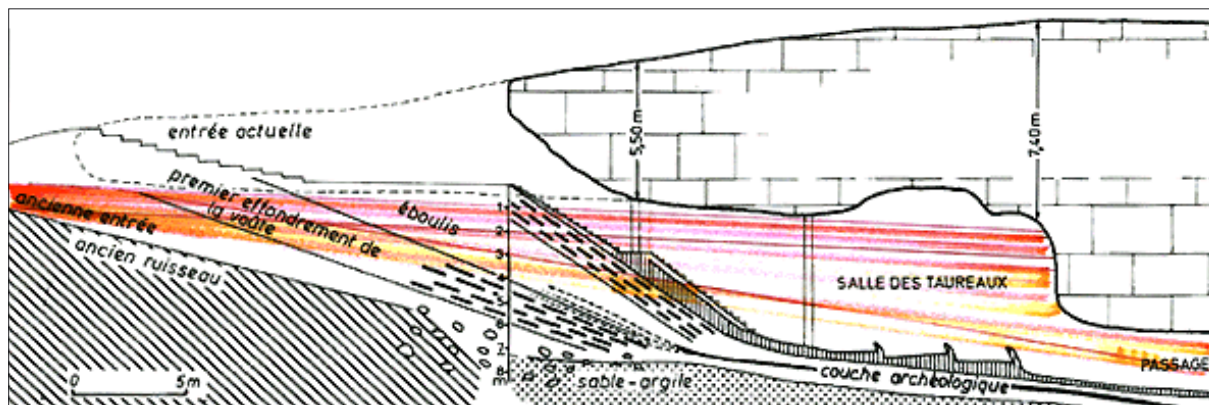 entrée actuelle
5,50 m
7,40 m
premier effondrement de
la voûte
éboulis
ancienne entrée
ancien ruisseau
SALLE DES TAUREAUX
PASSAGE
couche archéologique
sable-argile
0 5m
1
2
3
4
5
6
7
8
m